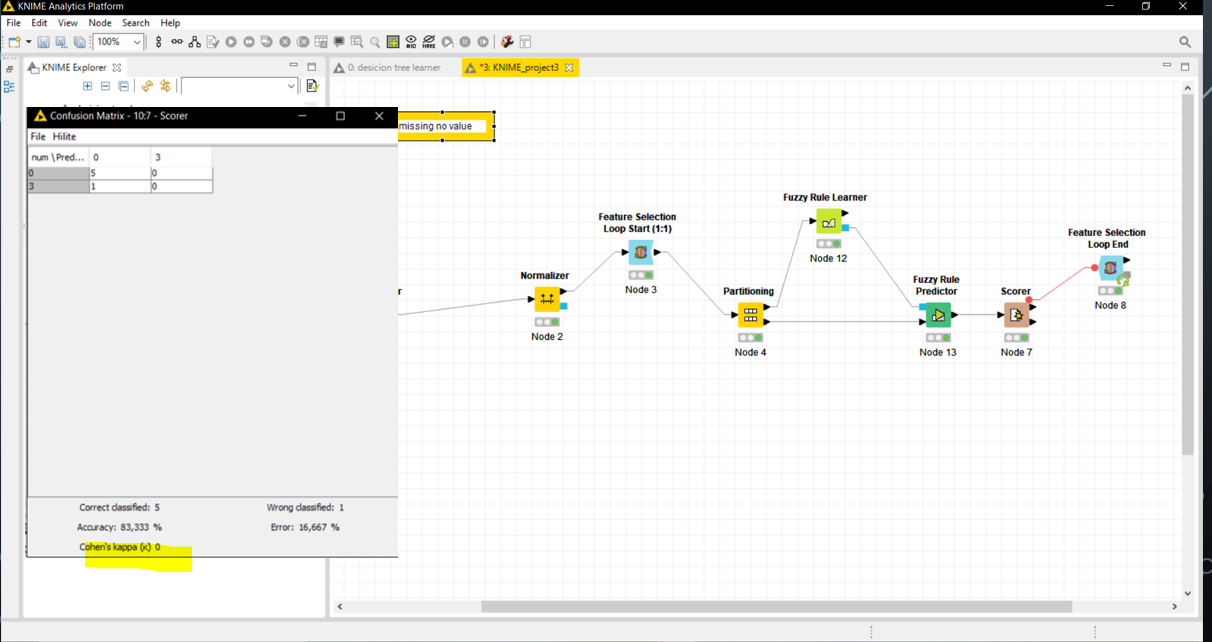 KNIME Analytics Platform
File Edit View Node Search Help
100%
KNIME Explorer
0: desicion tree learner
*3: KNIME_project3
Confusion Matrix - 10:7 - Scorer
File Hilite
num \Pred... 0 3
0 5 0
3 1 0
Correct classified: 5 Wrong classified: 1
Accuracy: 83,333 % Error: 16,667 %
Cohen's kappa (κ) 0
missing no value
r
Normalizer
Node 2
Feature Selection
Loop Start (1:1)
Node 3
Partitioning
Node 4
Fuzzy Rule Learner
Node 12
Fuzzy Rule
Predictor
Node 13
Scorer
Node 7
Feature Selection
Loop End
Node 8